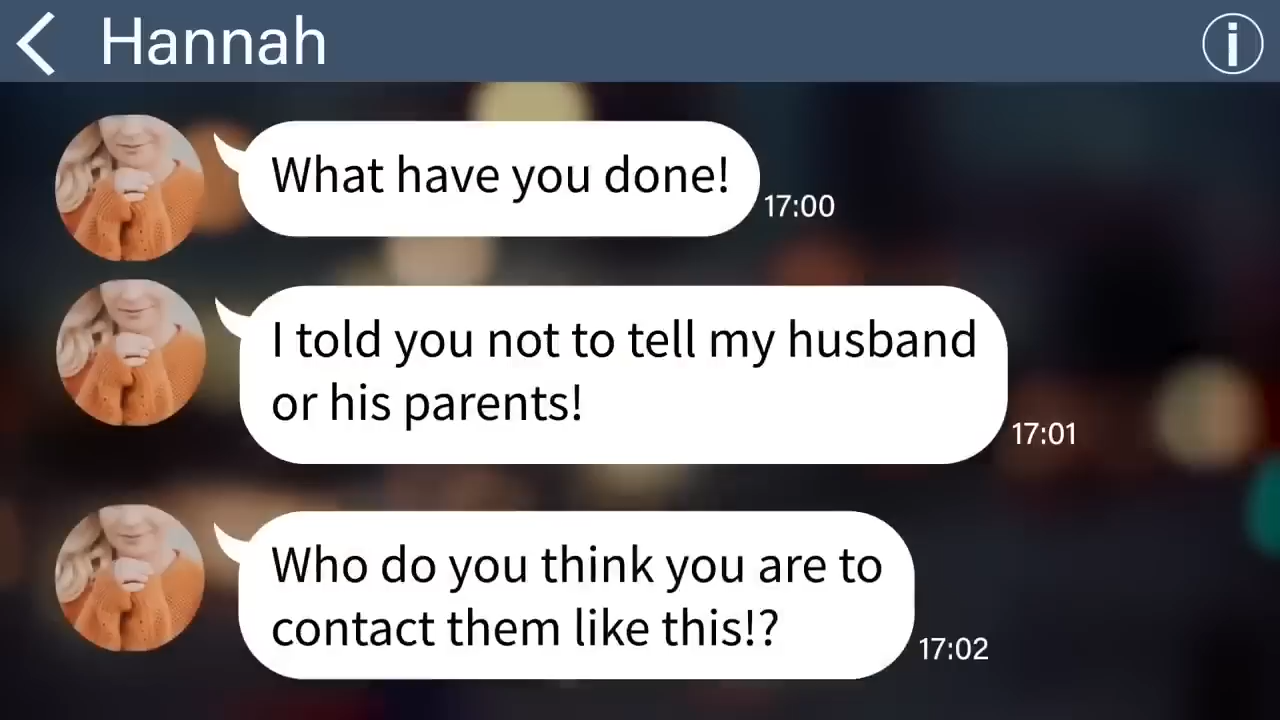 Hannah
What have you done!
17:00
I told you not to tell my husband
or his parents!
17:01
Who do you think you are to
contact them like this!?
17:02